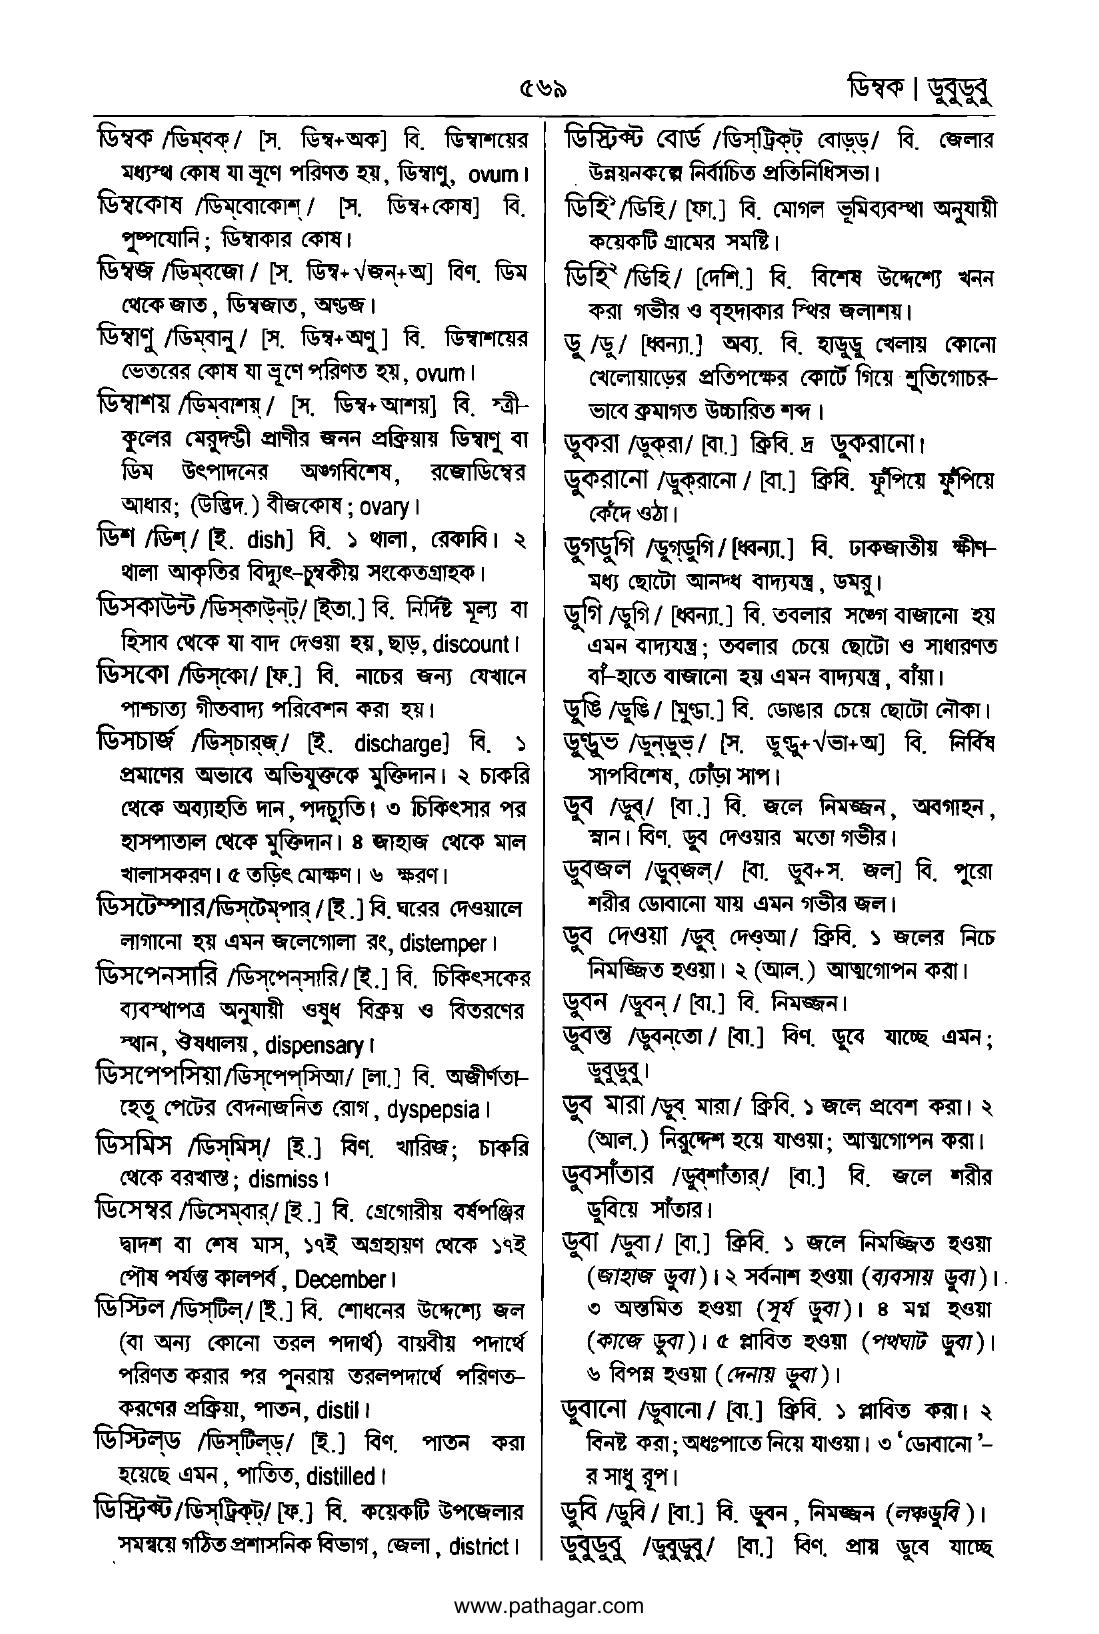 ৫৬৯
ডিম্বক | ডুবুডুবু
ডিম্বক /ডিম্‌বক্/ [স. ডিম্ব+অক] বি. ডিম্বাশয়ের
মধ্যস্থ কোষ যা ভ্রূণে পরিণত হয়, ডিম্বাণু, ovum।
ডিম্বকোষ /ডিম্‌বোকোশ্/ [স. ডিম্ব+কোষ] বি.
পুষ্পযোনি; ডিম্বাকার কোষ।
ডিম্বজ /ডিম্‌বজো/ [স. ডিম্ব+√জন্+অ] বিণ. ডিম
থেকে জাত, ডিম্বজাত, অণ্ডজ।
ডিম্বাণু /ডিম্‌বানু/ [স. ডিম্ব+অণু] বি. ডিম্বাশয়ের
ভেতরের কোষ যা ভ্রূণে পরিণত হয়, ovum।
ডিম্বাশয় /ডিম্‌বাশয়্/ [স. ডিম্ব+আশয়] বি. স্ত্রী-
কুলের মেরুদণ্ডী প্রাণীর জনন প্রক্রিয়ায় ডিম্বাণু বা
ডিম উৎপাদনের অঙ্গবিশেষ, রজোডিম্বের
আধার; (উদ্ভিদ.) বীজকোষ; ovary।
ডিশ /ডিশ্/ [ই. dish] বি. ১ থালা, রেকাবি। ২
থালা আকৃতির বিদ্যুৎ-চুম্বকীয় সংকেতগ্রাহক।
ডিসকাউন্ট /ডিস্‌কাউন্‌ট্/ [ইতা.] বি. নির্দিষ্ট মূল্য বা
হিসাব থেকে যা বাদ দেওয়া হয়, ছাড়, discount।
ডিসকো /ডিস্‌কো/ [ফ.] বি. নাচের জন্য যেখানে
পাশ্চাত্য গীতবাদ্য পরিবেশন করা হয়।
ডিসচার্জ /ডিস্‌চার্‌জ্/ [ই. discharge] বি. ১
প্রমাণের অভাবে অভিযুক্তকে মুক্তিদান। ২ চাকরি
থেকে অব্যাহতি দান, পদচ্যুতি। ৩ চিকিৎসার পর
হাসপাতাল থেকে মুক্তিদান। ৪ জাহাজ থেকে মাল
খালাসকরণ। ৫ তড়িৎ মোক্ষণ। ৬ ক্ষরণ।
ডিসটেম্পার/ডিস্‌টেম্‌পার্/ [ই.] বি. ঘরের দেওয়ালে
লাগানো হয় এমন জলেগোলা রং, distemper।
ডিসপেনসারি /ডিস্‌পেন্‌সারি/ [ই.] বি. চিকিৎসকের
ব্যবস্থাপত্র অনুযায়ী ওষুধ বিক্রয় ও বিতরণের
স্থান, ঔষধালয়, dispensary।
ডিসপেপসিয়া/ডিস্‌পেপ্‌সিআ/ [লা.] বি. অজীর্ণতা-
হেতু পেটের বেদনাজনিত রোগ, dyspepsia।
ডিসমিস /ডিস্‌মিস্/ [ই.] বিণ. খারিজ; চাকরি
থেকে বরখাস্ত; dismiss।
ডিসেম্বর /ডিসেম্‌বার্/ [ই.] বি. গ্রেগোরীয় বর্ষপঞ্জির
দ্বাদশ বা শেষ মাস, ১৭ই অগ্রহায়ণ থেকে ১৭ই
পৌষ পর্যন্ত কালপর্ব, December।
ডিস্টিল /ডিস্‌টিল্/ [ই.] বি. শোধনের উদ্দেশ্যে জল
(বা অন্য কোনো তরল পদার্থ) বায়বীয় পদার্থে
পরিণত করার পর পুনরায় তরলপদার্থে পরিণত-
করণের প্রক্রিয়া, পাতন, distil।
ডিস্টিল্‌ড /ডিস্‌টিল্‌ড্/ [ই.] বিণ. পাতন করা
হয়েছে এমন, পাতিত, distilled।
ডিস্ট্রিক্ট /ডিস্‌ট্রিক্‌ট্/ [ফ.] বি. কয়েকটি উপজেলার
সমন্বয়ে গঠিত প্রশাসনিক বিভাগ, জেলা, district।
ডিস্ট্রিক্ট বোর্ড /ডিস্‌ট্রিক্‌ট্ বোর্‌ড্/ বি. জেলার
উন্নয়নকল্পে নির্বাচিত প্রতিনিধিসভা।
ডিহি১/ডিহি/ [ফা.] বি. মোগল ভূমিব্যবস্থা অনুযায়ী
কয়েকটি গ্রামের সমষ্টি।
ডিহি২ /ডিহি/ [দেশি.] বি. বিশেষ উদ্দেশ্যে খনন
করা গভীর ও বৃহদাকার স্থির জলাশয়।
ডু /ডু/ [ধ্বন্যা.] অব্য. বি. হাডুডু খেলায় কোনো
খেলোয়াড়ের প্রতিপক্ষের কোর্টে গিয়ে শ্রুতিগোচর-
ভাবে ক্রমাগত উচ্চারিত শব্দ।
ডুকরা /ডুক্‌রা/ [বা.] ক্রিবি. দ্র ডুকরানো।
ডুকরানো /ডুক্‌রানো/ [বা.] ক্রিবি. ফুঁপিয়ে ফুঁপিয়ে
কেঁদে ওঠা।
ডুগডুগি /ডুগ্‌ডুগি/ [ধ্বন্যা.] বি. ঢাকজাতীয় ক্ষীণ-
মধ্য ছোটো আনদ্ধ বাদ্যযন্ত্র, ডমরু।
ডুগি /ডুগি/ [ধ্বন্যা.] বি. তবলার সঙ্গে বাজানো হয়
এমন বাদ্যযন্ত্র; তবলার চেয়ে ছোটো ও সাধারণত
বাঁ-হাতে বাজানো হয় এমন বাদ্যযন্ত্র, বাঁয়া।
ডুঙি /ডুঙি/ [মুন্ডা.] বি. ডোঙার চেয়ে ছোটো নৌকা।
ডুণ্ডুভ /ডুন্‌ডুভ্/ [স. ডুণ্ডু+√ভা+অ] বি. নির্বিষ
সাপবিশেষ, ঢোঁড়া সাপ।
ডুব /ডুব্/ [বা.] বি. জলে নিমজ্জন, অবগাহন,
স্নান। বিণ. ডুব দেওয়ার মতো গভীর।
ডুবজল /ডুব্‌জল্/ [বা. ডুব+স. জল] বি. পুরো
শরীর ডোবানো যায় এমন গভীর জল।
ডুব দেওয়া /ডুব্ দেও্আ/ ক্রিবি. ১ জলের নিচে
নিমজ্জিত হওয়া। ২ (আল.) আত্মগোপন করা।
ডুবন /ডুবন্/ [বা.] বি. নিমজ্জন।
ডুবন্ত /ডুবন্‌তো/ [বা.] বিণ. ডুবে যাচ্ছে এমন;
ডুবুডুবু।
ডুব মারা /ডুব্ মারা/ ক্রিবি. ১ জলে প্রবেশ করা। ২
(আল.) নিরুদ্দেশ হয়ে যাওয়া; আত্মগোপন করা।
ডুবসাঁতার /ডুব্‌শাঁতার্/ [বা.] বি. জলে শরীর
ডুবিয়ে সাঁতার।
ডুবা /ডুবা/ [বা.] ক্রিবি. ১ জলে নিমজ্জিত হওয়া
(জাহাজ ডুবা)। ২ সর্বনাশ হওয়া (ব্যবসায় ডুবা)।
৩ অস্তমিত হওয়া (সূর্য ডুবা)। ৪ মগ্ন হওয়া
(কাজে ডুবা)। ৫ প্লাবিত হওয়া (পথঘাট ডুবা)।
৬ বিপন্ন হওয়া (দেনায় ডুবা)।
ডুবানো /ডুবানো/ [বা.] ক্রিবি. ১ প্লাবিত করা। ২
বিনষ্ট করা; অধঃপাতে নিয়ে যাওয়া। ৩ ‘ডোবানো’-
র সাধু রূপ।
ডুবি /ডুবি/ [বা.] বি. ডুবন, নিমজ্জন (লঞ্চডুবি)।
ডুবুডুবু /ডুবুডুবু/ [বা.] বিণ. প্রায় ডুবে যাচ্ছে
www.pathagar.com